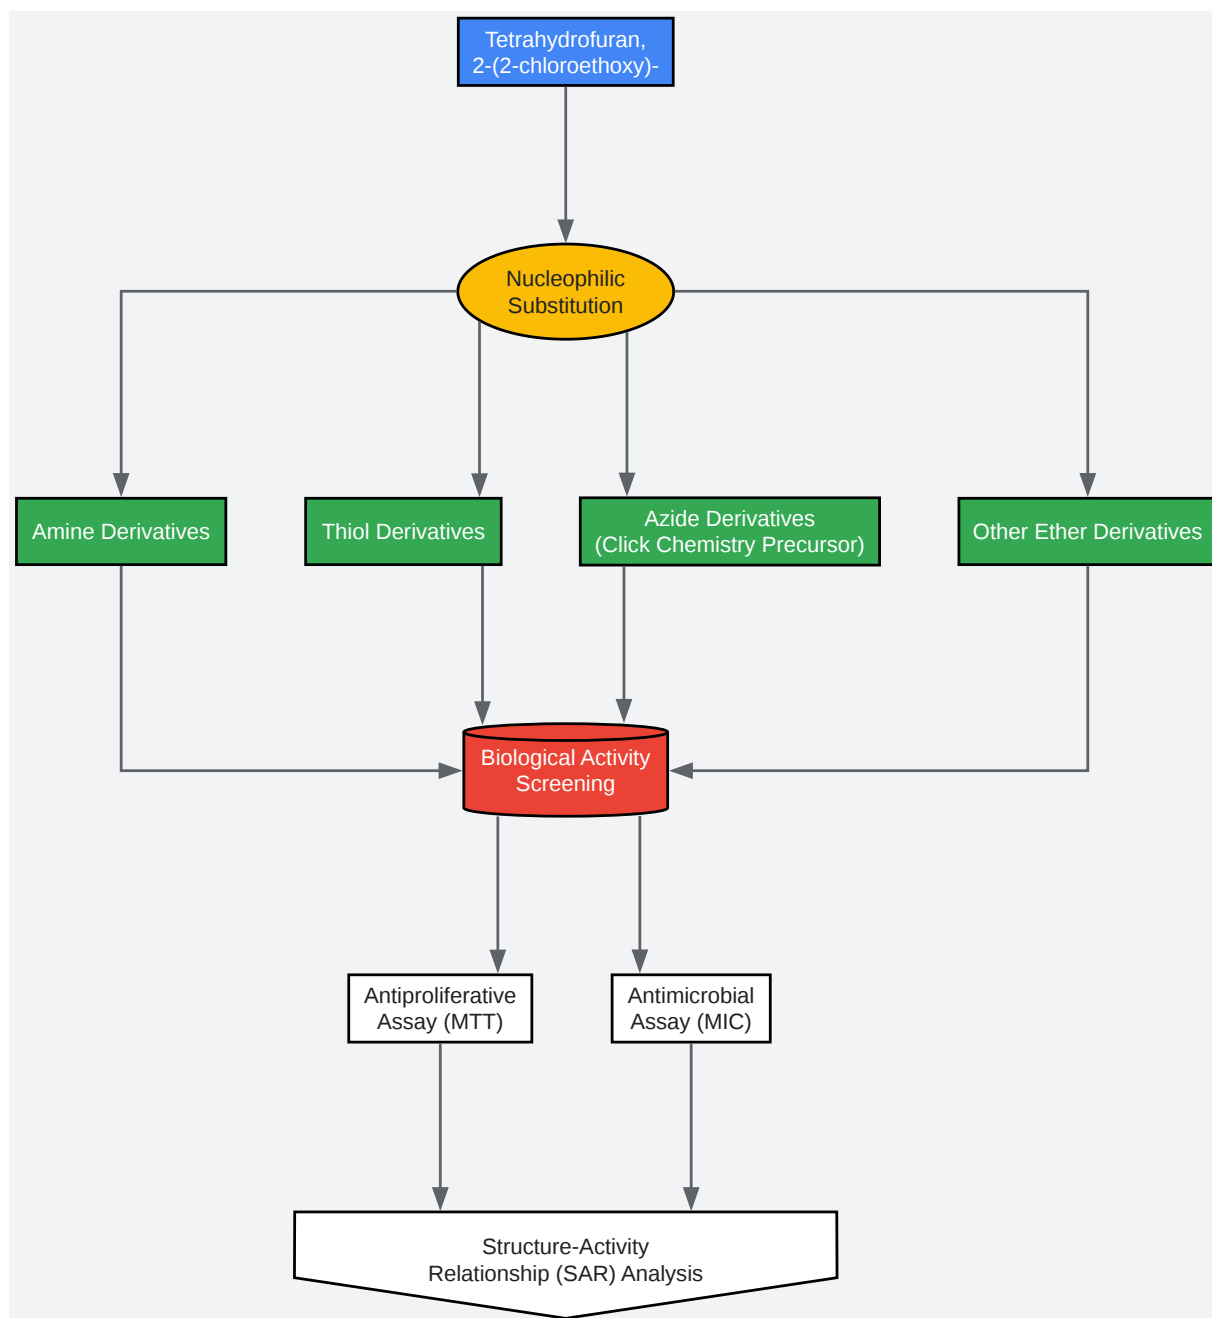 Tetrahydrofuran,
2-(2-chloroethoxy)-
Nucleophilic
Substitution
Amine Derivatives
Thiol Derivatives
Azide Derivatives
(Click Chemistry Precursor)
Other Ether Derivatives
Biological Activity
Screening
Antiproliferative
Assay (MTT)
Antimicrobial
Assay (MIC)
Structure-Activity
Relationship (SAR) Analysis